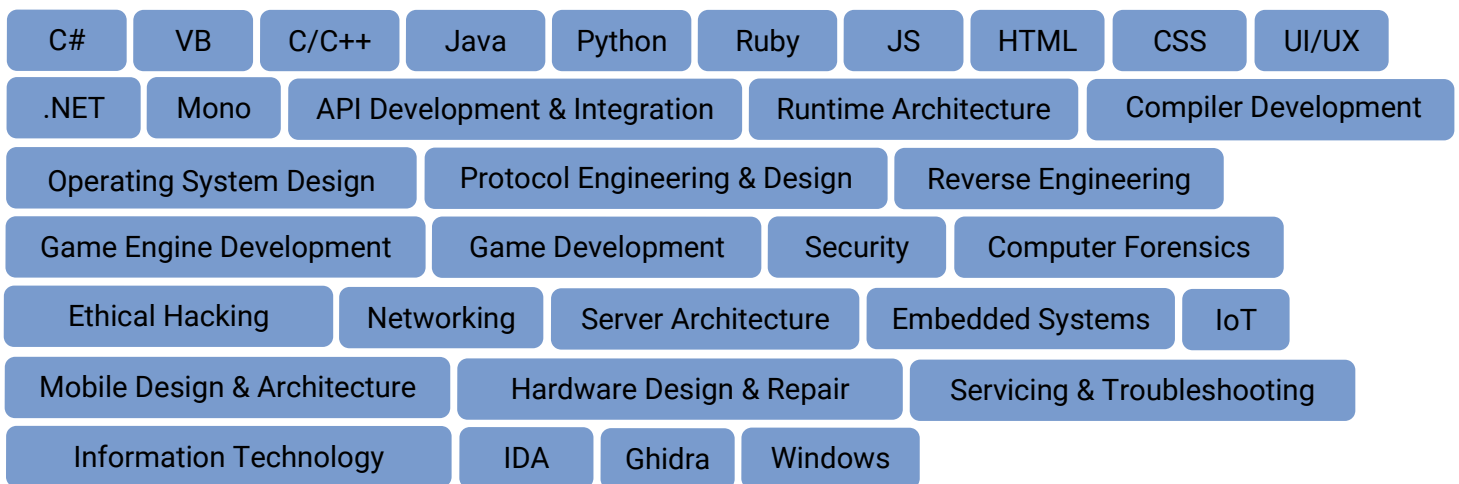 C# VB C/C++ Java Python Ruby JS HTML CSS UI/UX
.NET Mono API Development & Integration Runtime Architecture Compiler Development
Operating System Design Protocol Engineering & Design Reverse Engineering
Game Engine Development Game Development Security Computer Forensics
Ethical Hacking Networking Server Architecture Embedded Systems IoT
Mobile Design & Architecture Hardware Design & Repair Servicing & Troubleshooting
Information Technology IDA Ghidra Windows